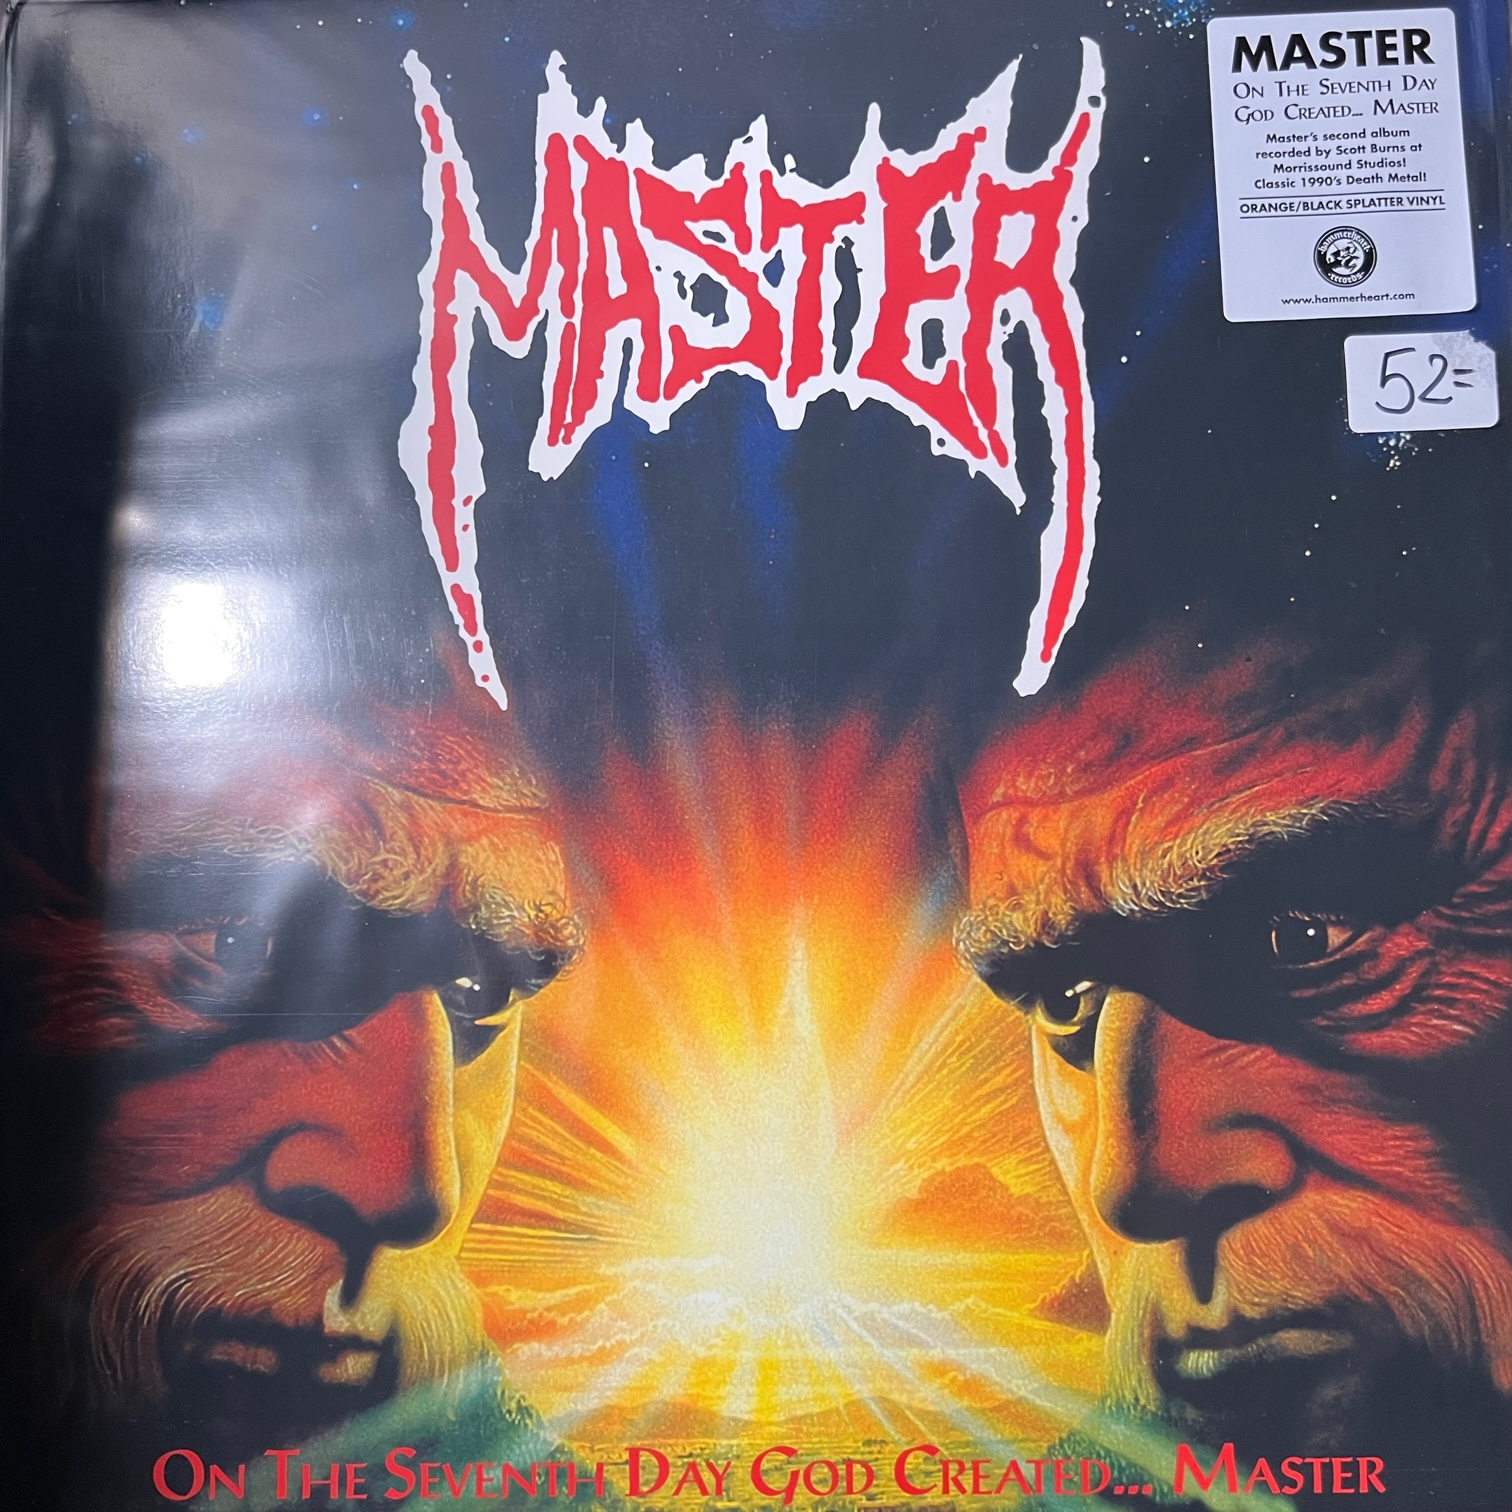 MASTER
MASTER
On The Seventh Day
God Created... Master
Master's second album
recorded by Scott Burns at
Morrissound Studios!
Classic 1990's Death Metal!
ORANGE/BLACK SPLATTER VINYL
hammerheart
records
www.hammerheart.com
52=
On The Seventh Day God Created... Master